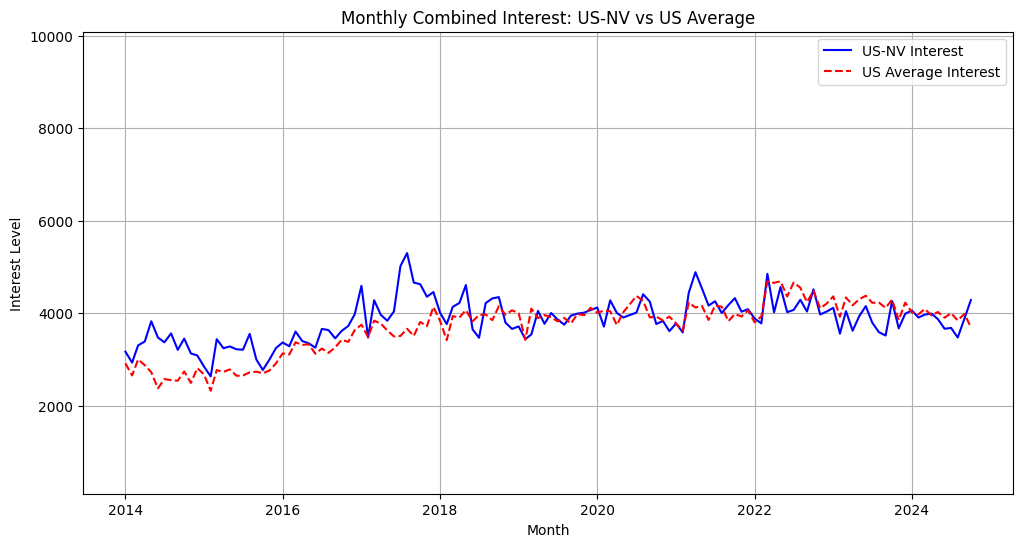 Monthly Combined Interest: US-NV vs US Average
10000
8000
6000
4000
2000
Interest Level
US-NV Interest
US Average Interest
2014
2016
2018
2020
2022
2024
Month